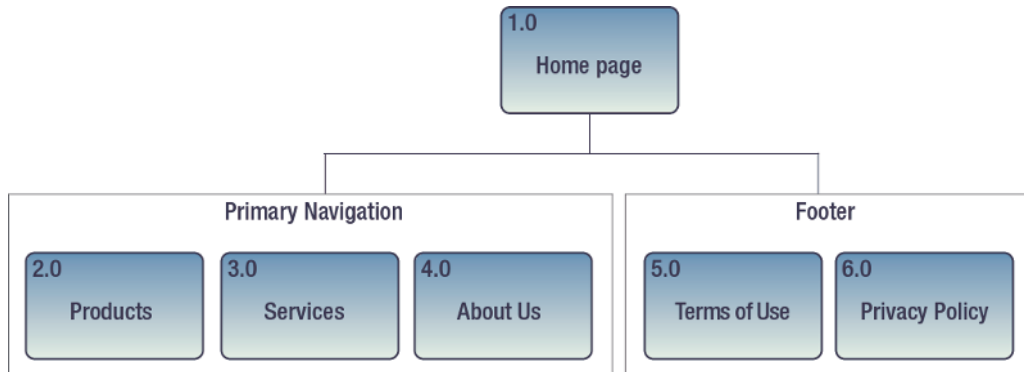 1.0
Home page
Primary Navigation
Footer
2.0
Products
3.0
Services
4.0
About Us
5.0
Terms of Use
6.0
Privacy Policy